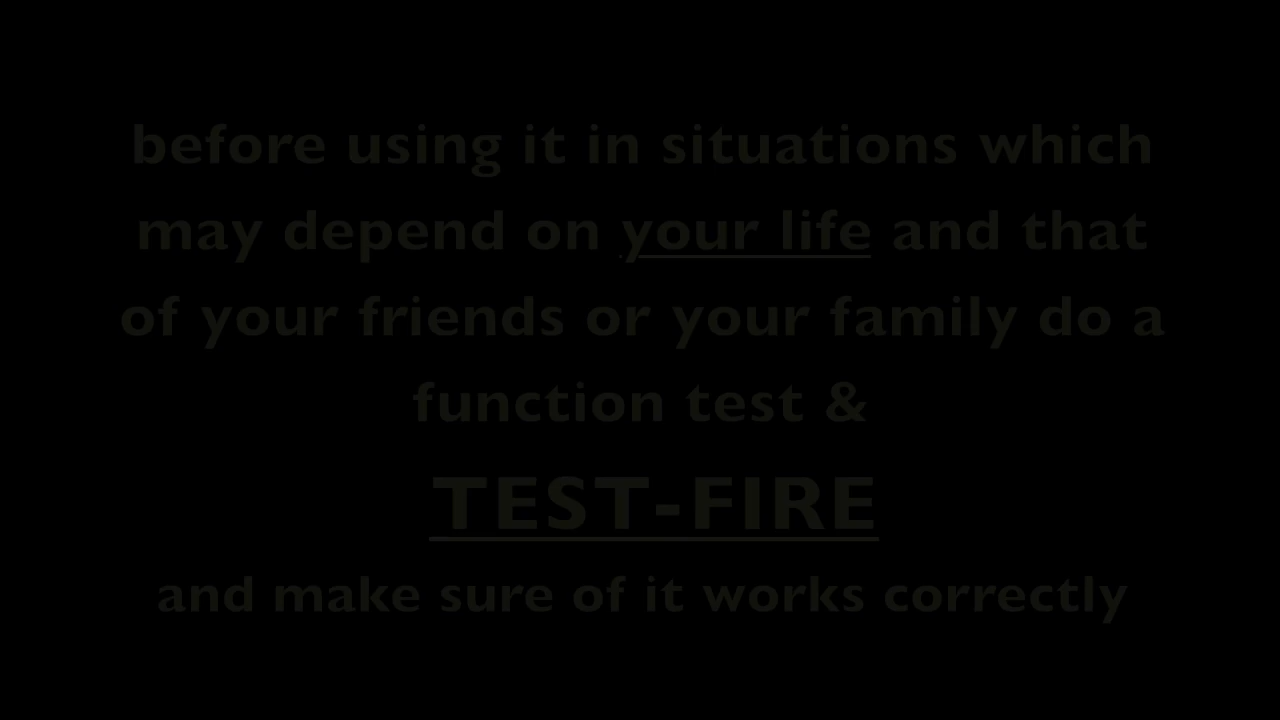 before using it in situations which
may depend on your life and that
of your friends or your family do a
function test &
TEST-FIRE
and make sure of it works correctly